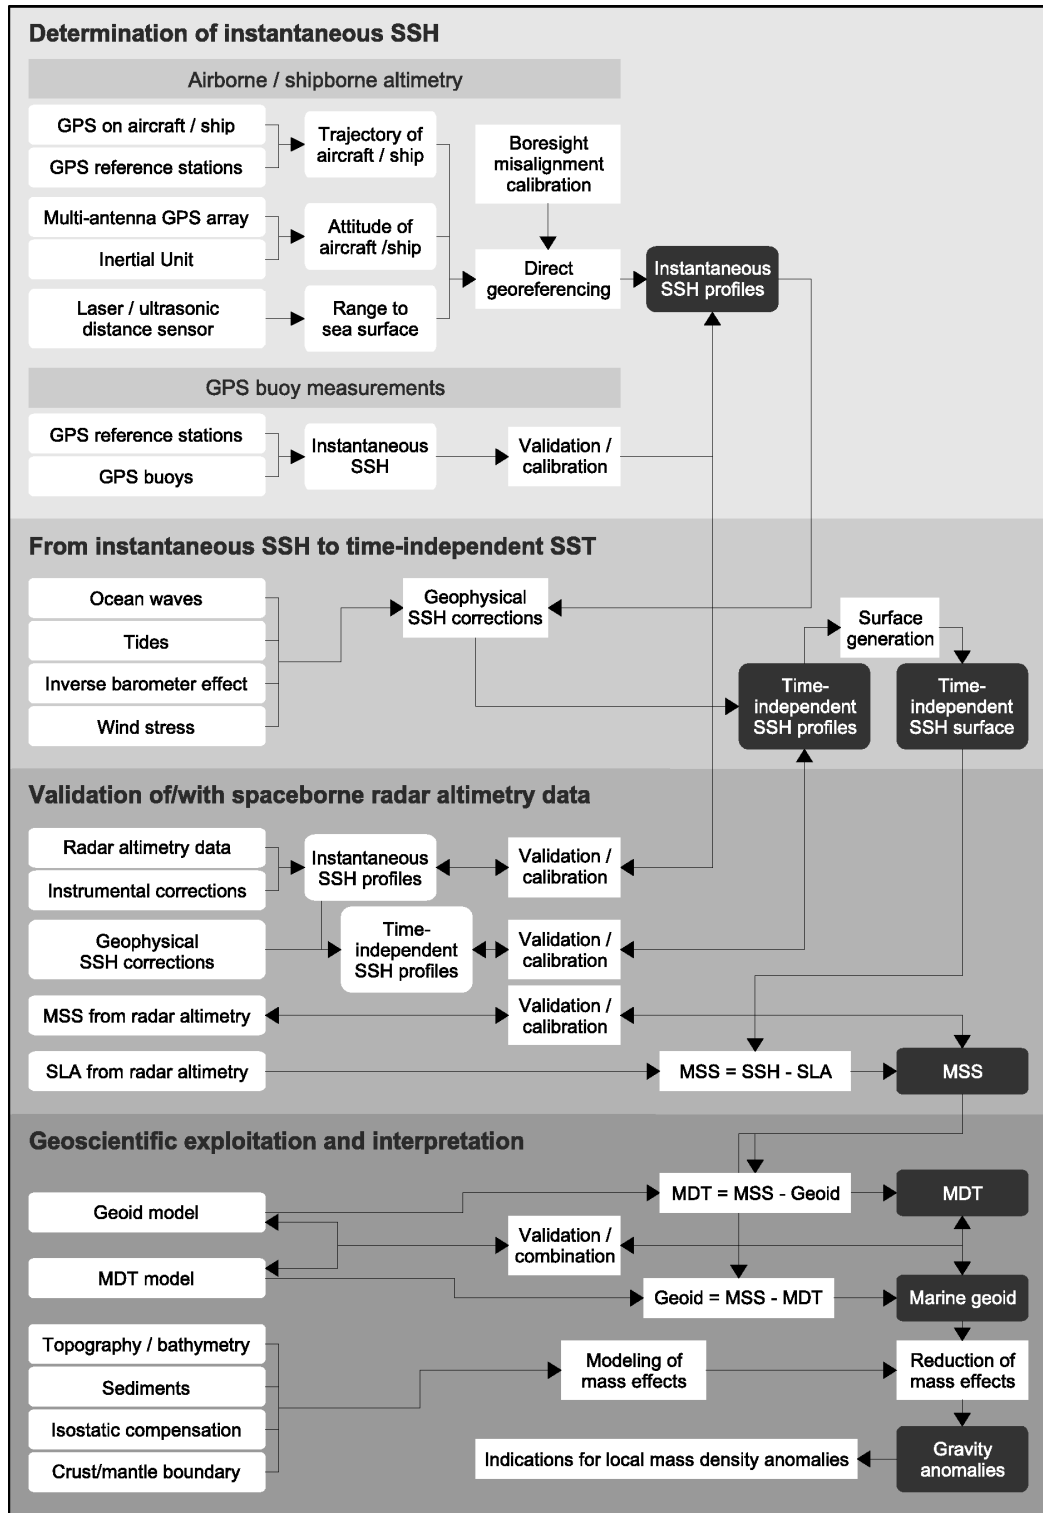 Determination of instantaneous SSH
Airborne / shipborne altimetry
GPS on aircraft / ship
GPS reference stations
Trajectory of
aircraft / ship
Boresight
misalignment
calibration
Multi-antenna GPS array
Inertial Unit
Attitude of
aircraft /ship
Direct
georeferencing
Instantaneous
SSH profiles
Laser / ultrasonic
distance sensor
Range to
sea surface
GPS buoy measurements
GPS reference stations
GPS buoys
Instantaneous
SSH
Validation /
calibration
From instantaneous SSH to time-independent SST
Ocean waves
Tides
Inverse barometer effect
Wind stress
Geophysical
SSH corrections
Surface
generation
Time-
independent
SSH profiles
Time-
independent
SSH surface
Validation of/with spaceborne radar altimetry data
Radar altimetry data
Instrumental corrections
Instantaneous
SSH profiles
Validation /
calibration
Geophysical
SSH corrections
Time-
independent
SSH profiles
Validation /
calibration
MSS from radar altimetry
Validation /
calibration
SLA from radar altimetry
MSS = SSH - SLA
MSS
Geoscientific exploitation and interpretation
Geoid model
MDT = MSS - Geoid
MDT
Validation /
combination
MDT model
Geoid = MSS - MDT
Marine geoid
Topography / bathymetry
Sediments
Isostatic compensation
Crust/mantle boundary
Modeling of
mass effects
Reduction of
mass effects
Indications for local mass density anomalies
Gravity
anomalies